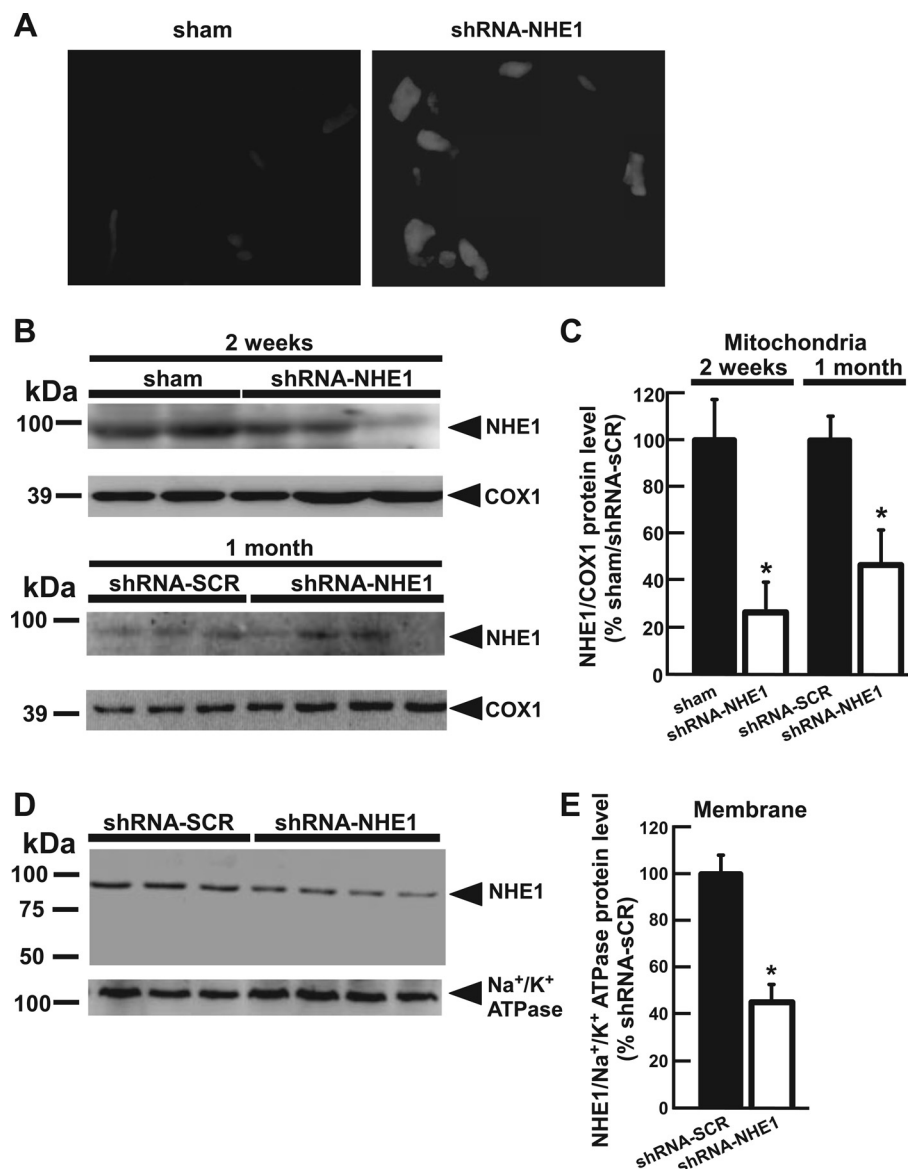 A
sham
shRNA-NHE1
B
2 weeks
sham
shRNA-NHE1
kDa
100
NHE1
39
COX1
1 month
shRNA-SCR
shRNA-NHE1
100
NHE1
39
COX1
C
Mitochondria
2 weeks
1 month
NHE1/COX1 protein level
(% sham/shRNA-sCR)
120
100
80
60
40
20
0
*
*
sham
shRNA-NHE1
shRNA-SCR
shRNA-NHE1
D
shRNA-SCR
shRNA-NHE1
kDa
100
75
50
NHE1
100
Na⁺/K⁺
ATPase
E
Membrane
NHE1/Na⁺/K⁺ ATPase protein level
(% shRNA-sCR)
120
100
80
60
40
20
0
*
shRNA-SCR
shRNA-NHE1